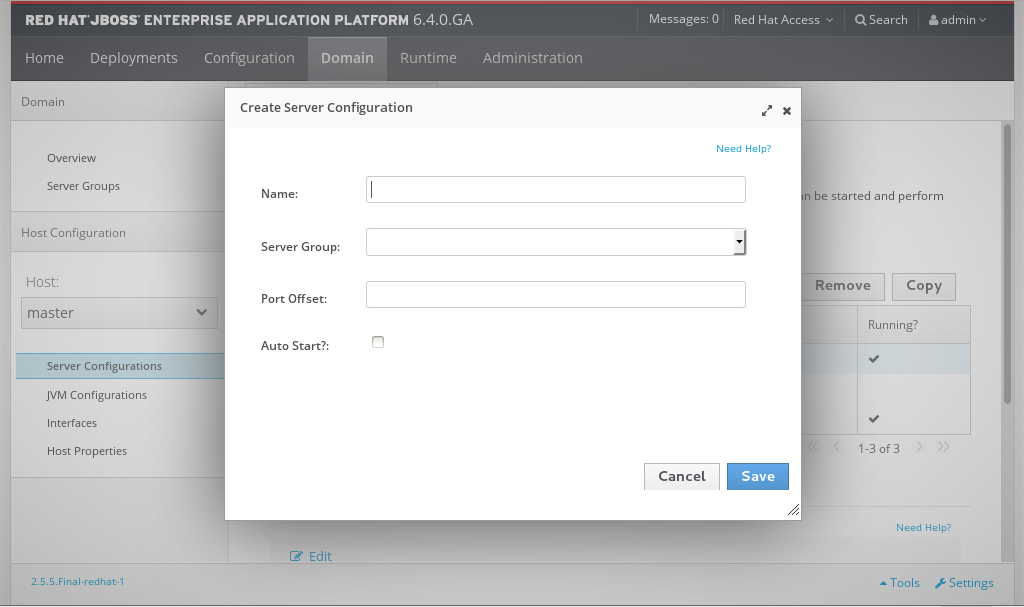 RED HAT JBOSS ENTERPRISE APPLICATION PLATFORM 6.4.0.GA
Messages: 0 Red Hat Access Search admin
Home Deployments Configuration Domain Runtime Administration
Domain
Create Server Configuration
Need Help?
Overview
Server Groups
Name:
n be started and perform
Host Configuration
Server Group:
Host:
Remove Copy
master
Port Offset:
Running?
Auto Start?:
Server Configurations
JVM Configurations
Interfaces
Host Properties
1-3 of 3
Cancel Save
Need Help?
Edit
2.5.5.Final-redhat-1
Tools Settings